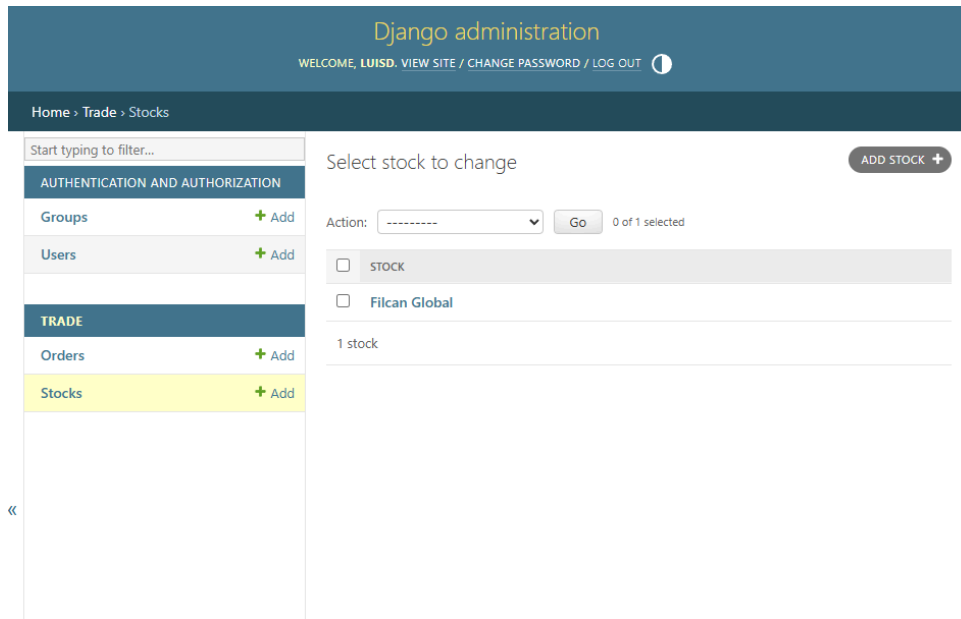 Django administration
WELCOME, LUISD. VIEW SITE / CHANGE PASSWORD / LOG OUT
Home › Trade › Stocks
Start typing to filter...
AUTHENTICATION AND AUTHORIZATION
Groups + Add
Users + Add
TRADE
Orders + Add
Stocks + Add
«
Select stock to change
ADD STOCK +
Action: --------- Go 0 of 1 selected
STOCK
Filcan Global
1 stock